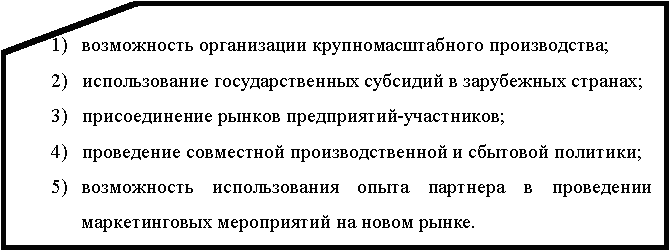 1) возможность организации крупномасштабного производства;
2) использование государственных субсидий в зарубежных странах;
3) присоединение рынков предприятий-участников;
4) проведение совместной производственной и сбытовой политики;
5) возможность использования опыта партнера в проведении
маркетинговых мероприятий на новом рынке.